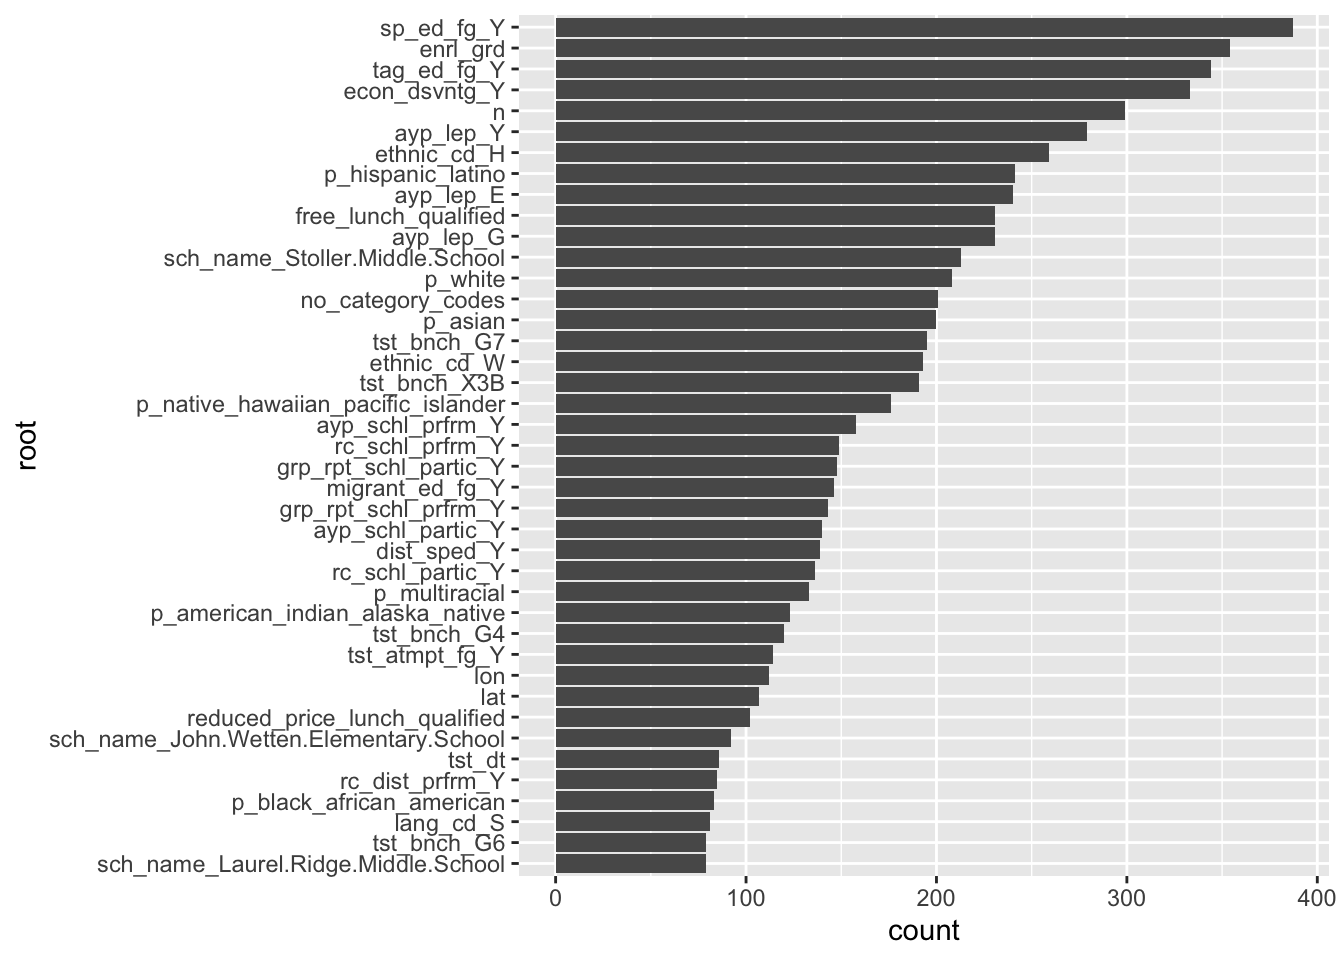 sp_ed_fg_Y
enrl_grd
tag_ed_fg_Y
econ_dsvntg_Y
n
ayp_lep_Y
ethnic_cd_H
p_hispanic_latino
ayp_lep_E
free_lunch_qualified
ayp_lep_G
sch_name_Stoller.Middle.School
p_white
no_category_codes
p_asian
tst_bnch_G7
ethnic_cd_W
tst_bnch_X3B
p_native_hawaiian_pacific_islander
ayp_schl_prfrm_Y
rc_schl_prfrm_Y
grp_rpt_schl_partic_Y
migrant_ed_fg_Y
grp_rpt_schl_prfrm_Y
ayp_schl_partic_Y
dist_sped_Y
rc_schl_partic_Y
p_multiracial
p_american_indian_alaska_native
tst_bnch_G4
tst_atmpt_fg_Y
lon
lat
reduced_price_lunch_qualified
sch_name_John.Wetten.Elementary.School
tst_dt
rc_dist_prfrm_Y
p_black_african_american
lang_cd_S
tst_bnch_G6
sch_name_Laurel.Ridge.Middle.School
root
0 100 200 300 400
count